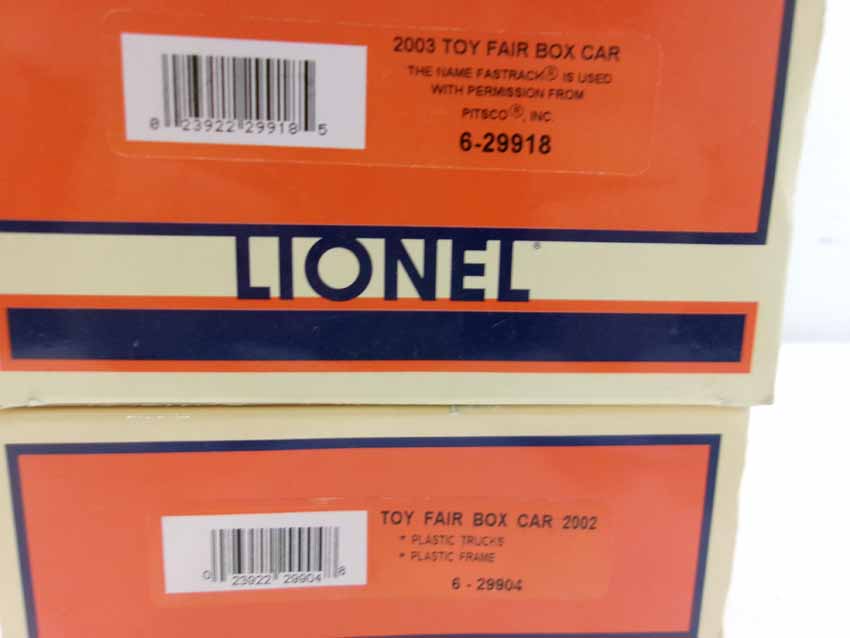 2003 TOY FAIR BOX CAR
THE NAME FASTRACK® IS USED
WITH PERMISSION FROM
PITSCO®, INC.
6-29918
0 23922 29918 5
LIONEL®
TOY FAIR BOX CAR 2002
* PLASTIC TRUCKS
* PLASTIC FRAME
6 - 29904
0 23922 29904 8